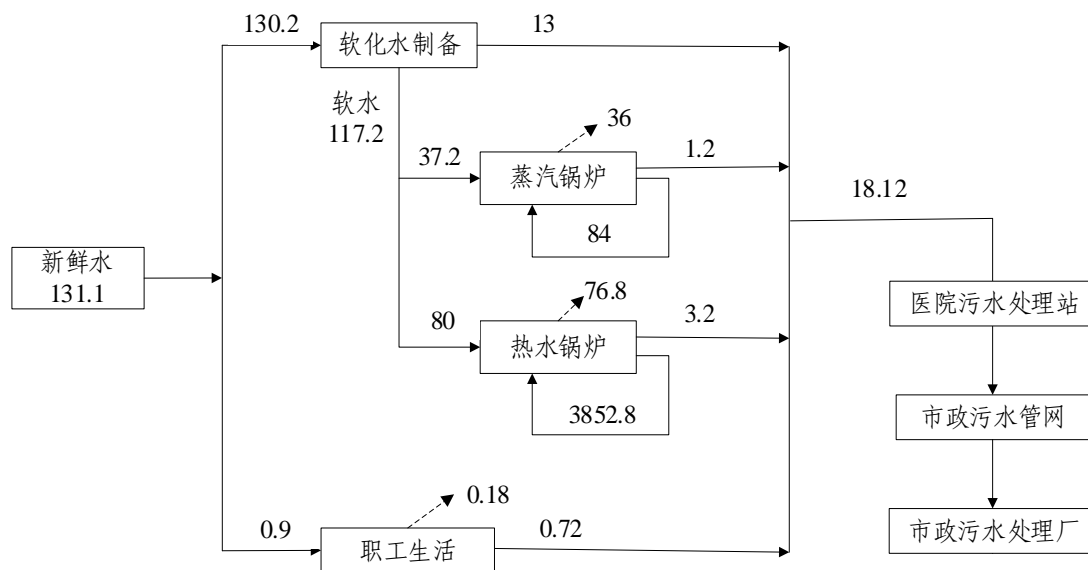 130.2
软化水制备
13
软水
117.2
36
37.2
蒸汽锅炉
1.2
84
18.12
新鲜水
131.1
医院污水处理站
76.8
80
热水锅炉
3.2
3852.8
市政污水管网
0.18
0.9
职工生活
0.72
市政污水处理厂